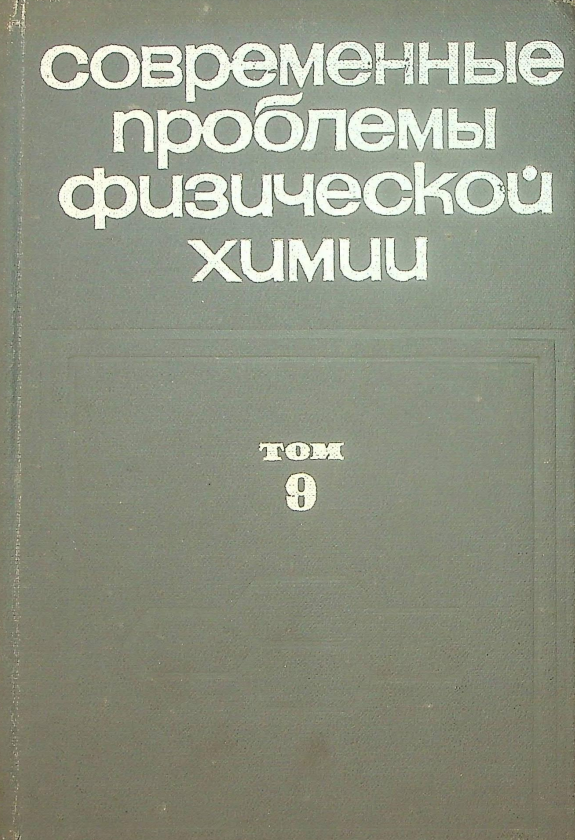 современные
проблемы
физической
химии
том
9